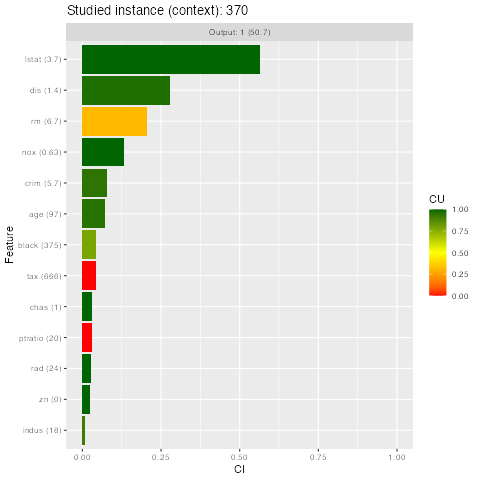 Studied instance (context): 370
Output: 1 (50.7)
Feature
lstat (3.7)
dis (1.4)
rm (6.7)
nox (0.63)
crim (5.7)
age (97)
black (375)
tax (666)
chas (1)
ptratio (20)
rad (24)
zn (0)
indus (18)
0.00 0.25 0.50 0.75 1.00
CI
CU
1.00
0.75
0.50
0.25
0.00